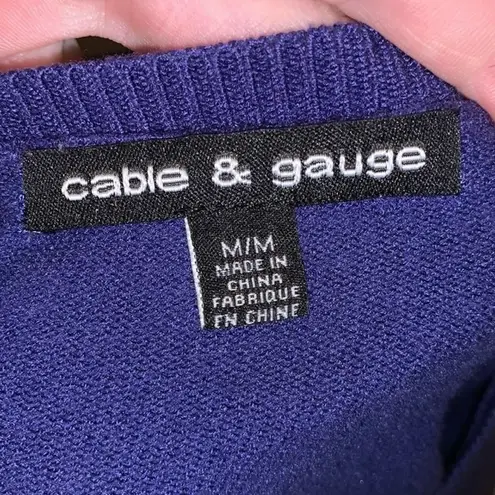 cable & gauge
M/M
MADE IN
CHINA
FABRIQUE
EN CHINE